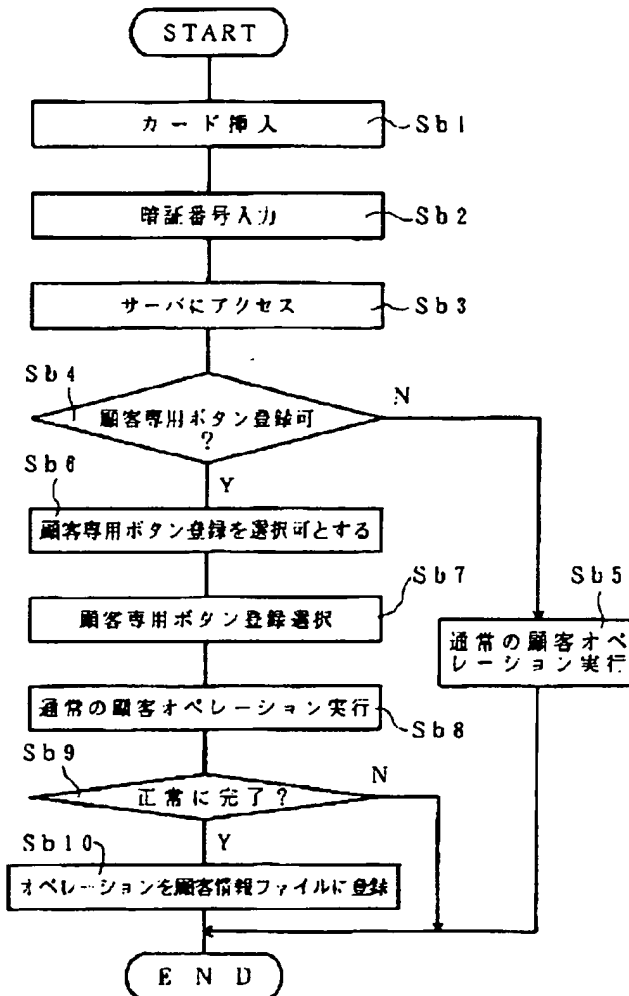 START
カード挿入
Sb1
暗証番号入力
Sb2
サーバにアクセス
Sb3
Sb4
顧客専用ボタン登録可
?
N
Y
Sb6
顧客専用ボタン登録を選択可とする
Sb7
顧客専用ボタン登録選択
Sb5
通常の顧客オペ
レーション実行
通常の顧客オペレーション実行
Sb8
Sb9
正常に完了?
N
Y
Sb10
オペレーションを顧客情報ファイルに登録
END